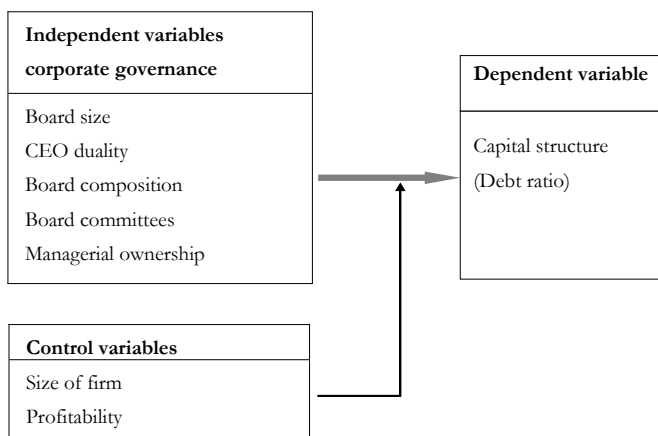 Independent variables
corporate governance
Board size
CEO duality
Board composition
Board committees
Managerial ownership
Dependent variable
Capital structure
(Debt ratio)
Control variables
Size of firm
Profitability